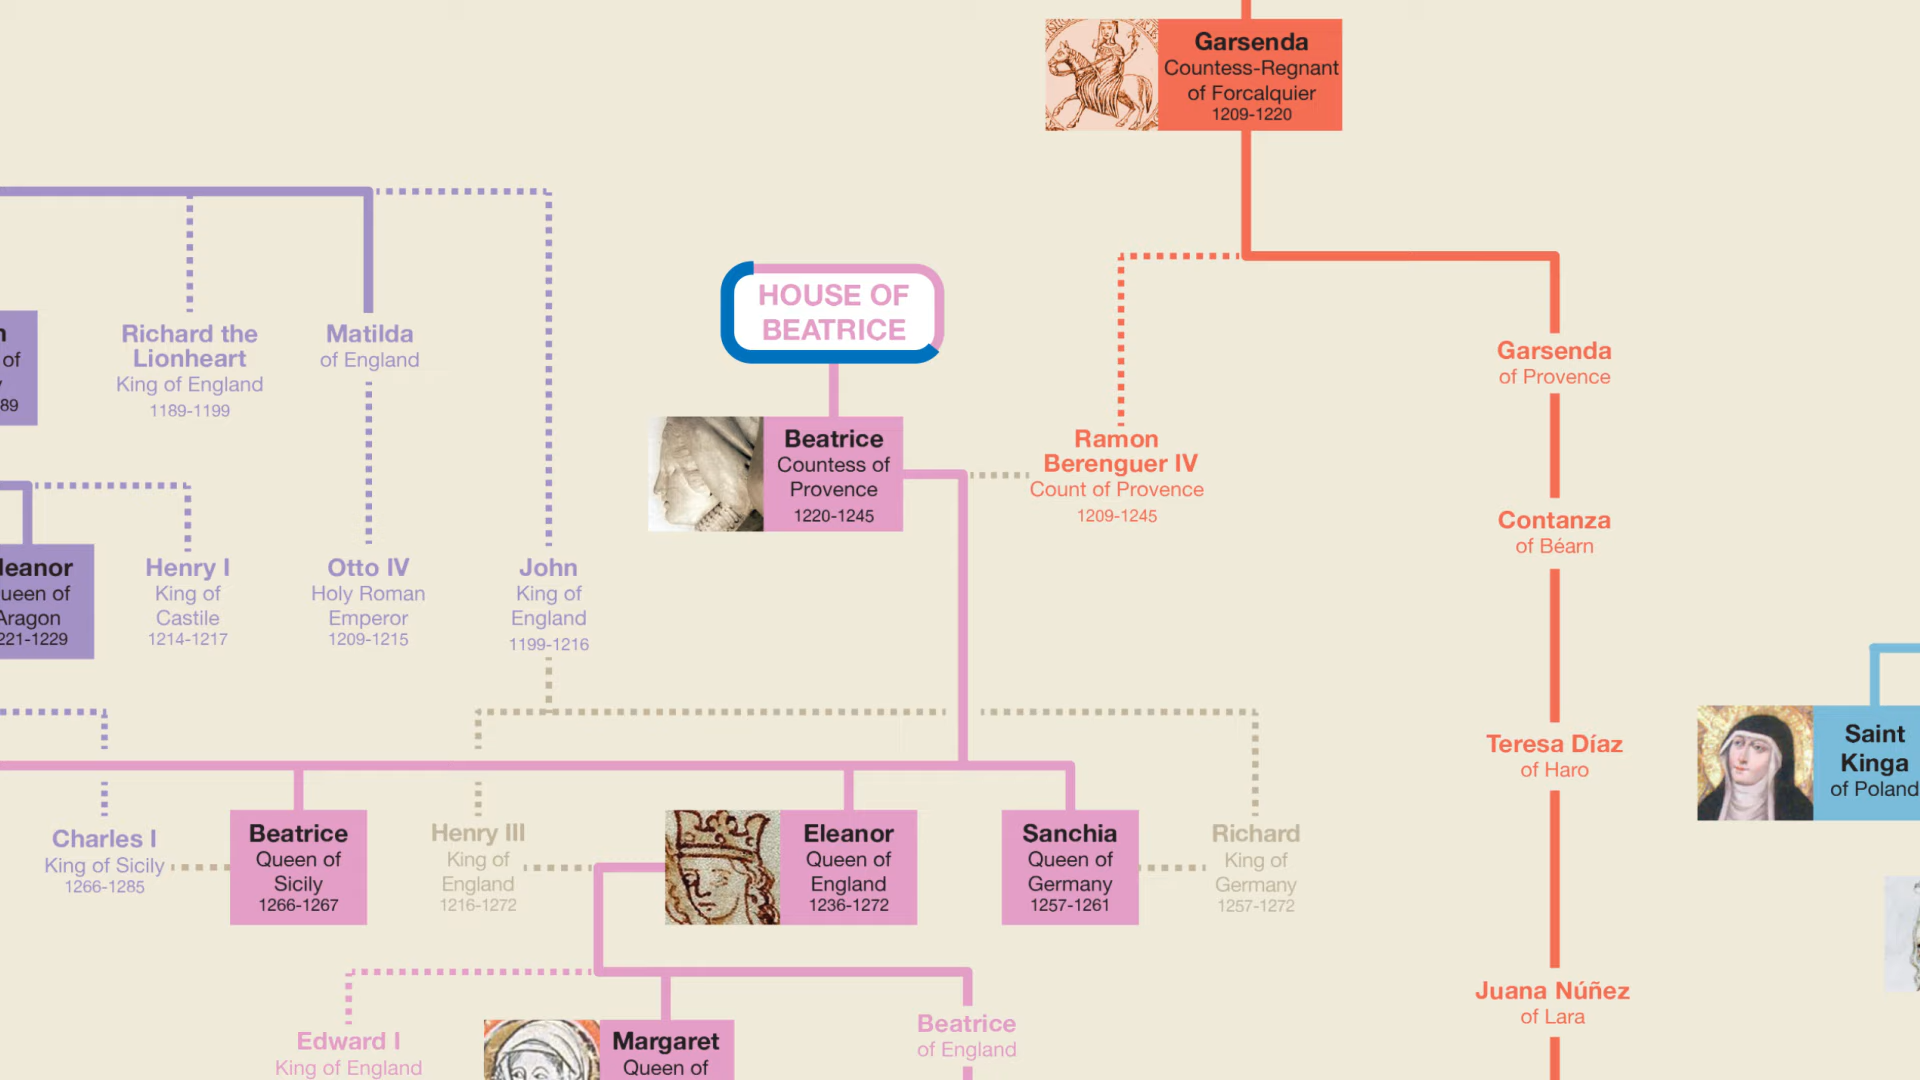 Garsenda
Countess-Regnant
of Forcalquier
1209-1220
HOUSE OF
BEATRICE
Richard the
Lionheart
King of England
1189-1199
Matilda
of England
n
of
y
89
Garsenda
of Provence
Beatrice
Countess of
Provence
1220-1245
Ramon
Berenguer IV
Count of Provence
1209-1245
Contanza
of Béarn
leanor
ueen of
Aragon
221-1229
Henry I
King of
Castile
1214-1217
Otto IV
Holy Roman
Emperor
1209-1215
John
King of
England
1199-1216
Teresa Díaz
of Haro
Saint
Kinga
of Poland
Charles I
King of Sicily
1266-1285
Beatrice
Queen of
Sicily
1266-1267
Henry III
King of
England
1216-1272
Eleanor
Queen of
England
1236-1272
Sanchia
Queen of
Germany
1257-1261
Richard
King of
Germany
1257-1272
Juana Núñez
of Lara
Edward I
King of England
Margaret
Queen of
Beatrice
of England